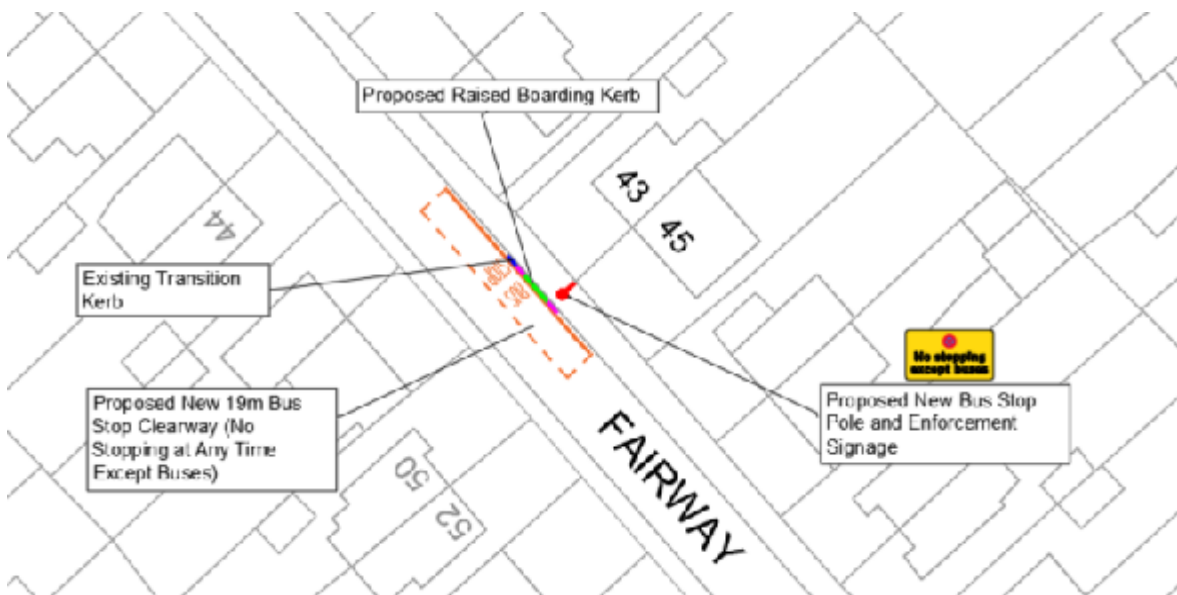 Proposed Raised Boarding Kerb
43
45
44
Existing Transition
Kerb
BUS
STOP
No stopping
except buses
Proposed New 19m Bus
Stop Clearway (No
Stopping at Any Time
Except Buses)
Proposed New Bus Stop
Pole and Enforcement
Signage
FAIRWAY
50
52